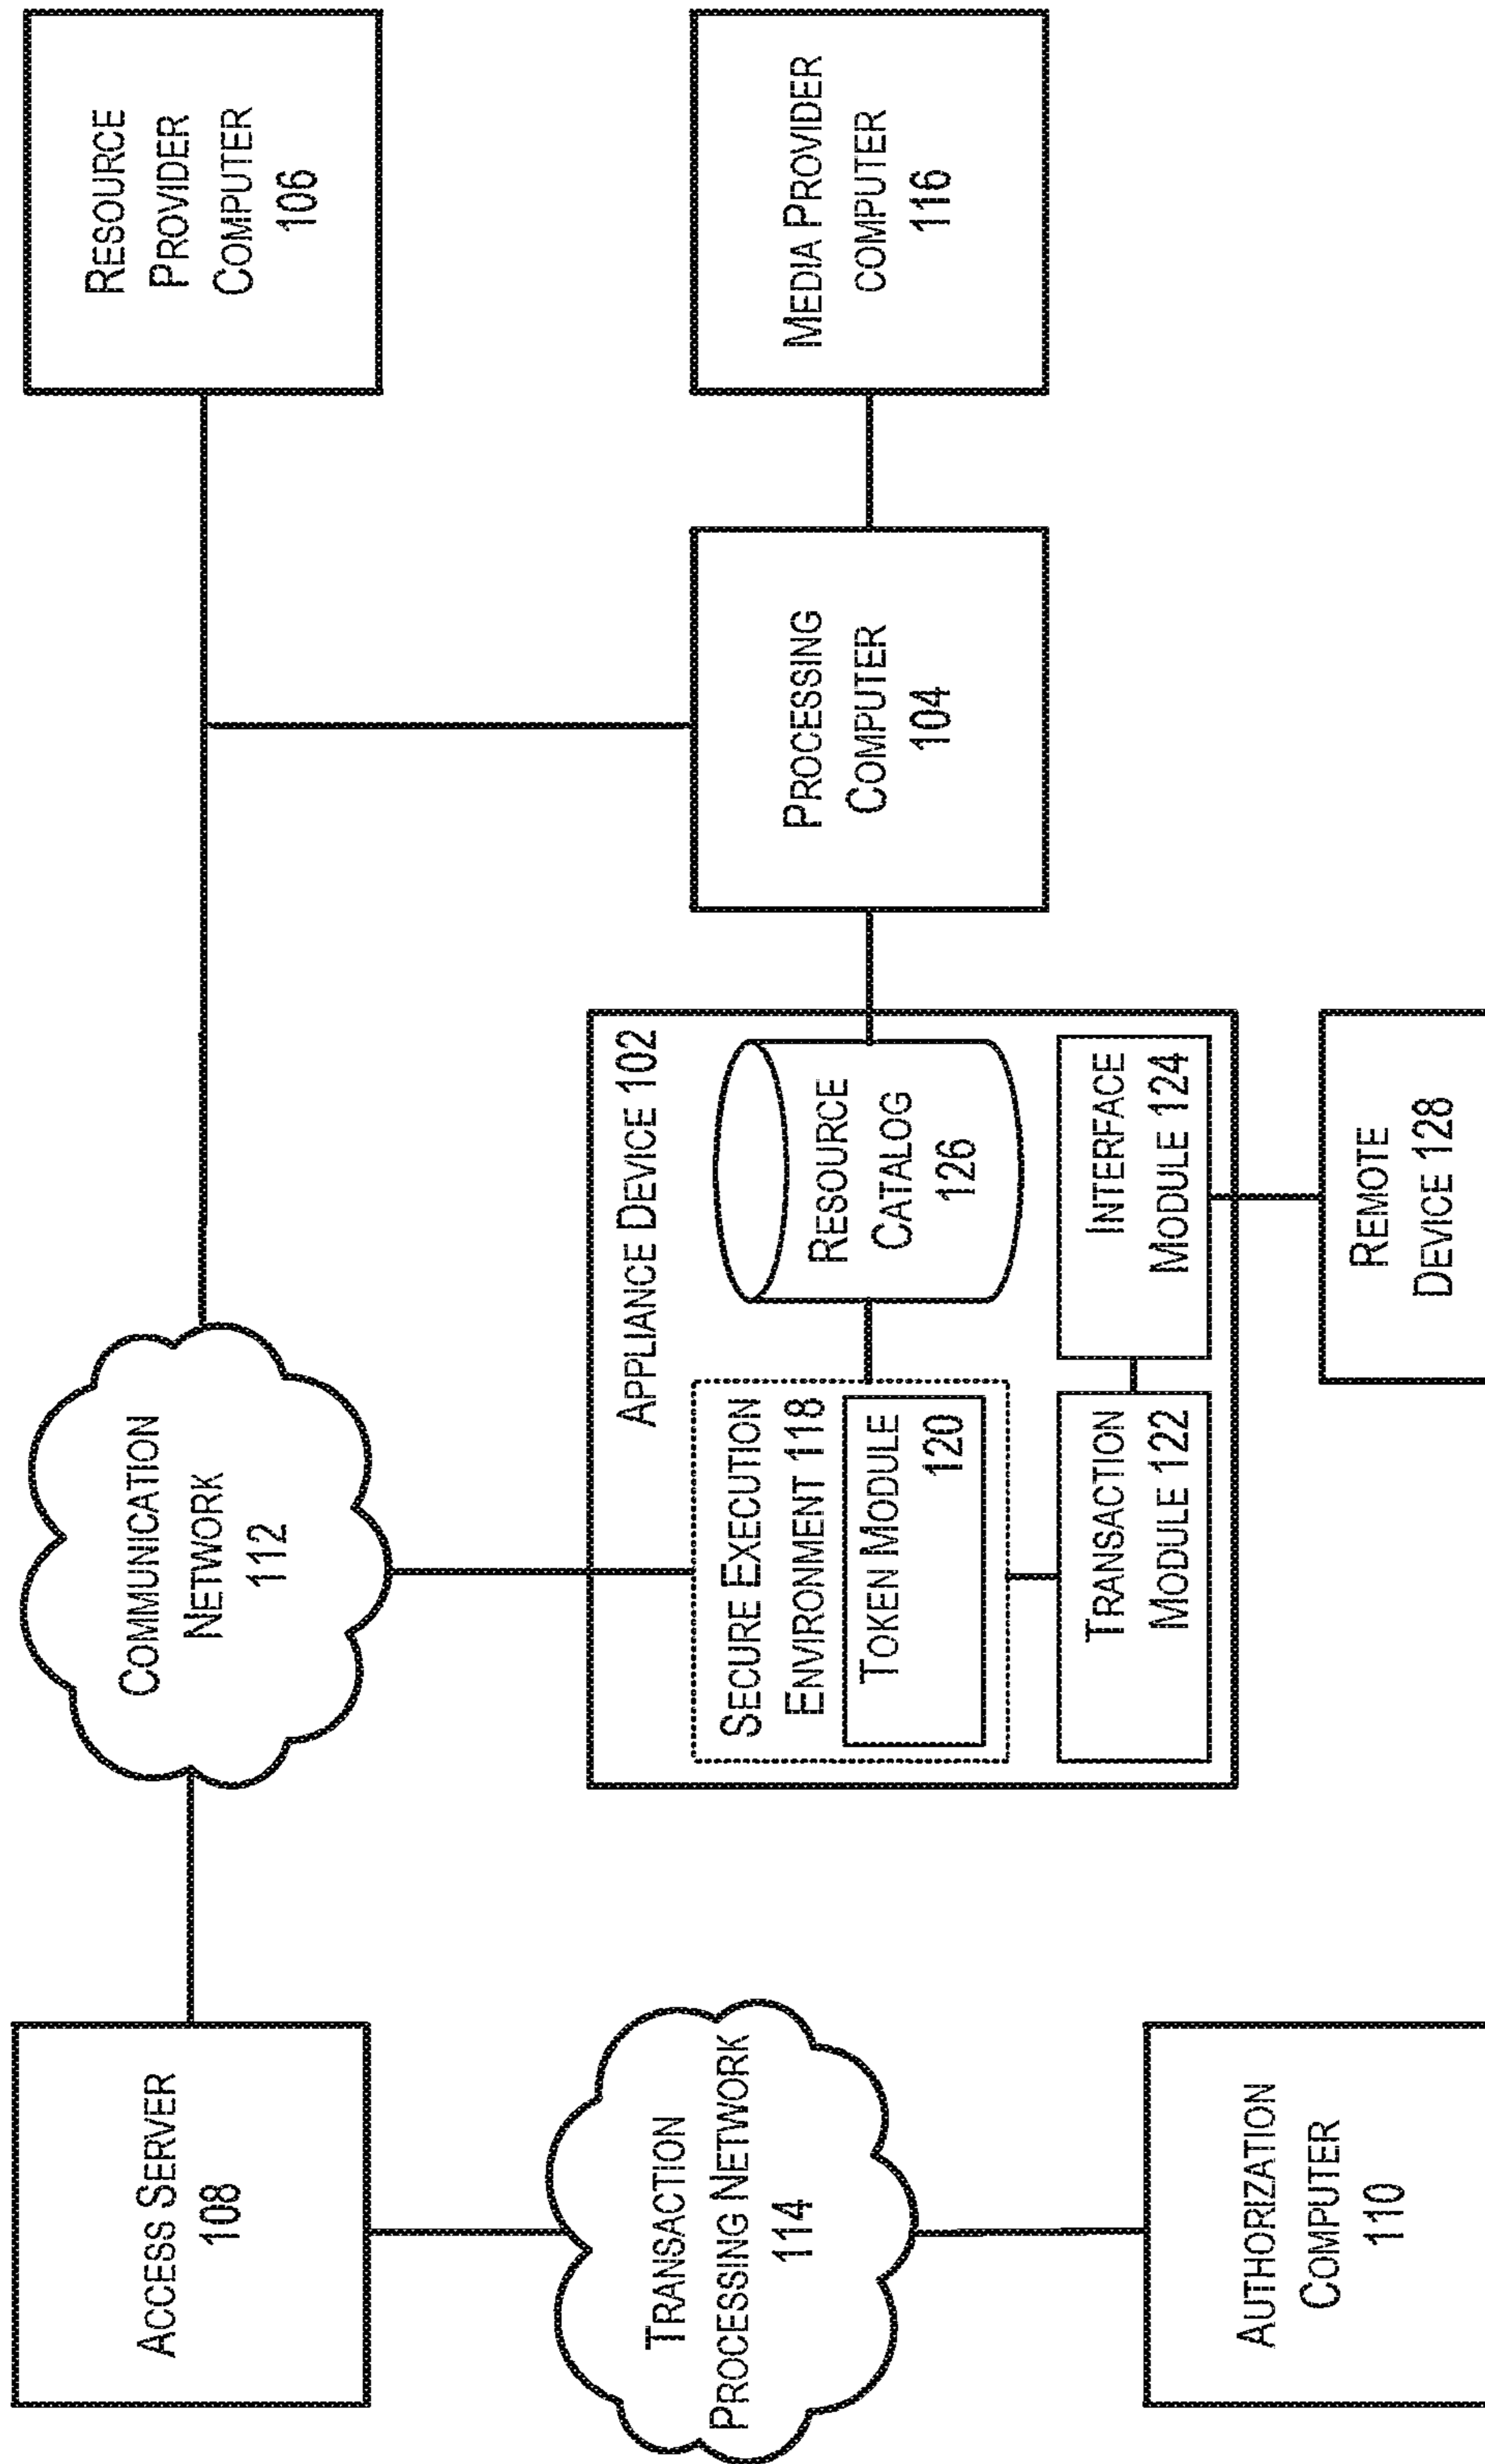 ACCESS SERVER
108
COMMUNICATION
NETWORK
112
RESOURCE
PROVIDER
COMPUTER
106
TRANSACTION
PROCESSING NETWORK
114
APPLIANCE DEVICE 102
SECURE EXECUTION
ENVIRONMENT 118
TOKEN MODULE
120
RESOURCE
CATALOG
126
TRANSACTION
MODULE 122
INTERFACE
MODULE 124
PROCESSING
COMPUTER
104
MEDIA PROVIDER
COMPUTER
116
AUTHORIZATION
COMPUTER
110
REMOTE
DEVICE 128